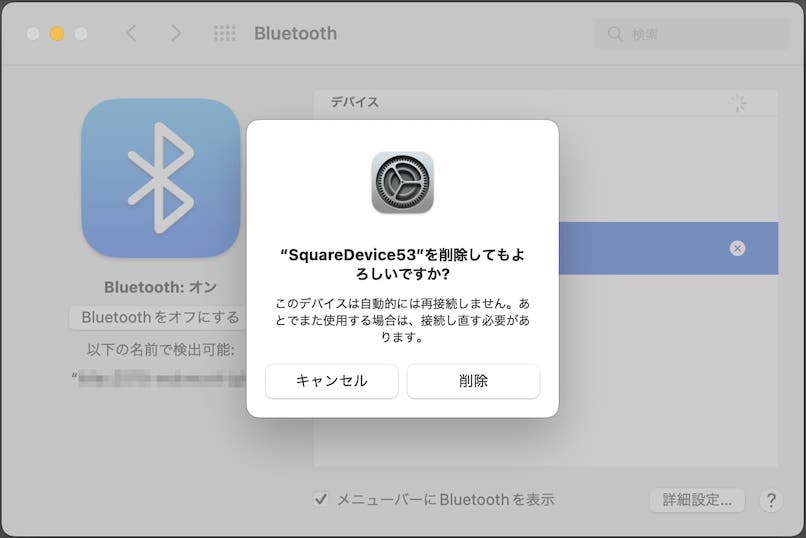 Bluetooth
検索
デバイス
“SquareDevice53”を削除してもよ
ろしいですか?
このデバイスは自動的には再接続しません。あ
とでまた使用する場合は、接続し直す必要があ
ります。
キャンセル
削除
Bluetooth: オン
Bluetoothをオフにする
以下の名前で検出可能:
メニューバーにBluetoothを表示
詳細設定...
?